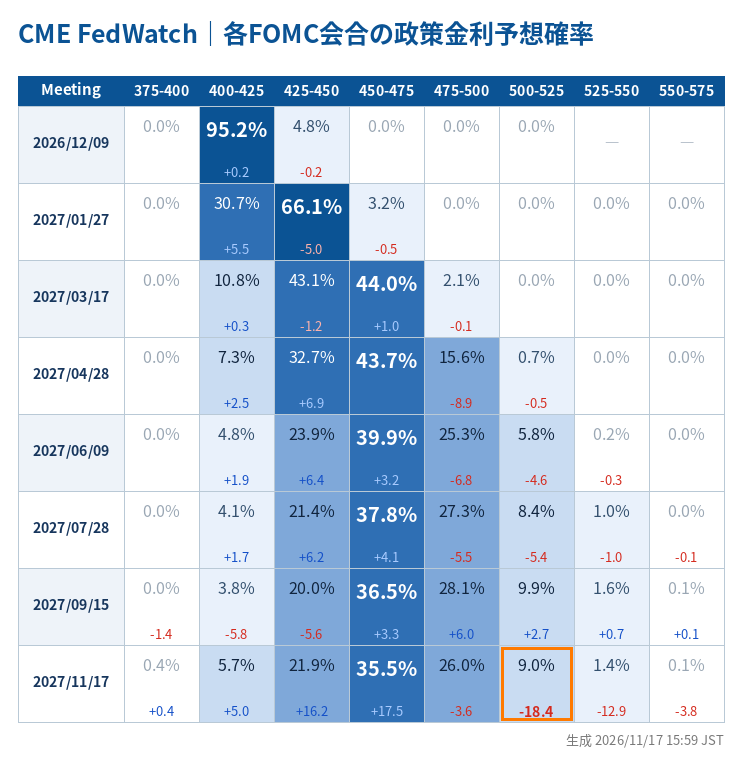 CME FedWatch｜各FOMC会合の政策金利予想確率
Meeting 375-400 400-425 425-450 450-475 475-500 500-525 525-550 550-575
2026/12/09 0.0% 95.2% 4.8% 0.0% 0.0% 0.0% — —
+0.2 -0.2
2027/01/27 0.0% 30.7% 66.1% 3.2% 0.0% 0.0% 0.0% 0.0%
+5.5 -5.0 -0.5
2027/03/17 0.0% 10.8% 43.1% 44.0% 2.1% 0.0% 0.0% 0.0%
+0.3 -1.2 +1.0 -0.1
2027/04/28 0.0% 7.3% 32.7% 43.7% 15.6% 0.7% 0.0% 0.0%
+2.5 +6.9 -8.9 -0.5
2027/06/09 0.0% 4.8% 23.9% 39.9% 25.3% 5.8% 0.2% 0.0%
+1.9 +6.4 +3.2 -6.8 -4.6 -0.3
2027/07/28 0.0% 4.1% 21.4% 37.8% 27.3% 8.4% 1.0% 0.0%
+1.7 +6.2 +4.1 -5.5 -5.4 -1.0 -0.1
2027/09/15 0.0% 3.8% 20.0% 36.5% 28.1% 9.9% 1.6% 0.1%
-1.4 -5.8 -5.6 +3.3 +6.0 +2.7 +0.7 +0.1
2027/11/17 0.4% 5.7% 21.9% 35.5% 26.0% 9.0% 1.4% 0.1%
+0.4 +5.0 +16.2 +17.5 -3.6 -18.4 -12.9 -3.8
生成 2026/11/17 15:59 JST